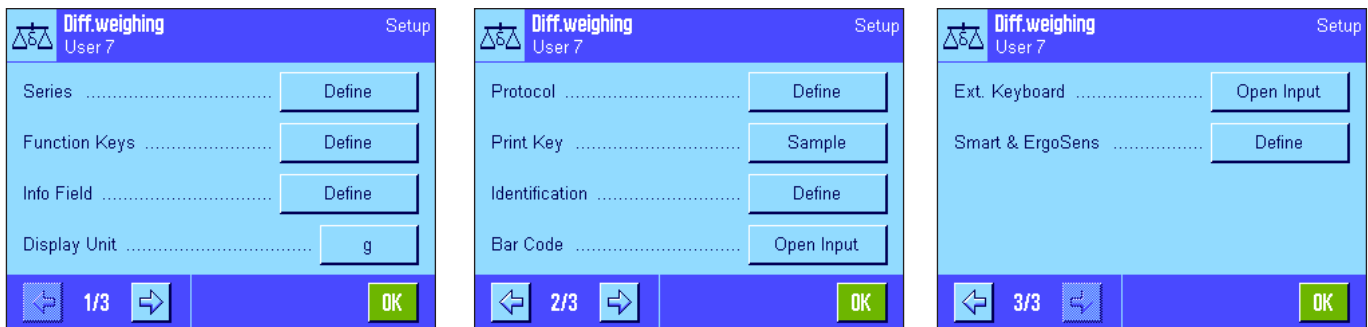 Diff.weighing
User 7
Setup
Series ................................ Define
Function Keys ...................... Define
Info Field ............................. Define
Display Unit ................................ g
1/3
OK
Diff.weighing
User 7
Setup
Protocol ............................. Define
Print Key ............................ Sample
Identification ........................ Define
Bar Code ............................ Open Input
2/3
OK
Diff.weighing
User 7
Setup
Ext. Keyboard ...................... Open Input
Smart & ErgoSens ................ Define
3/3
OK